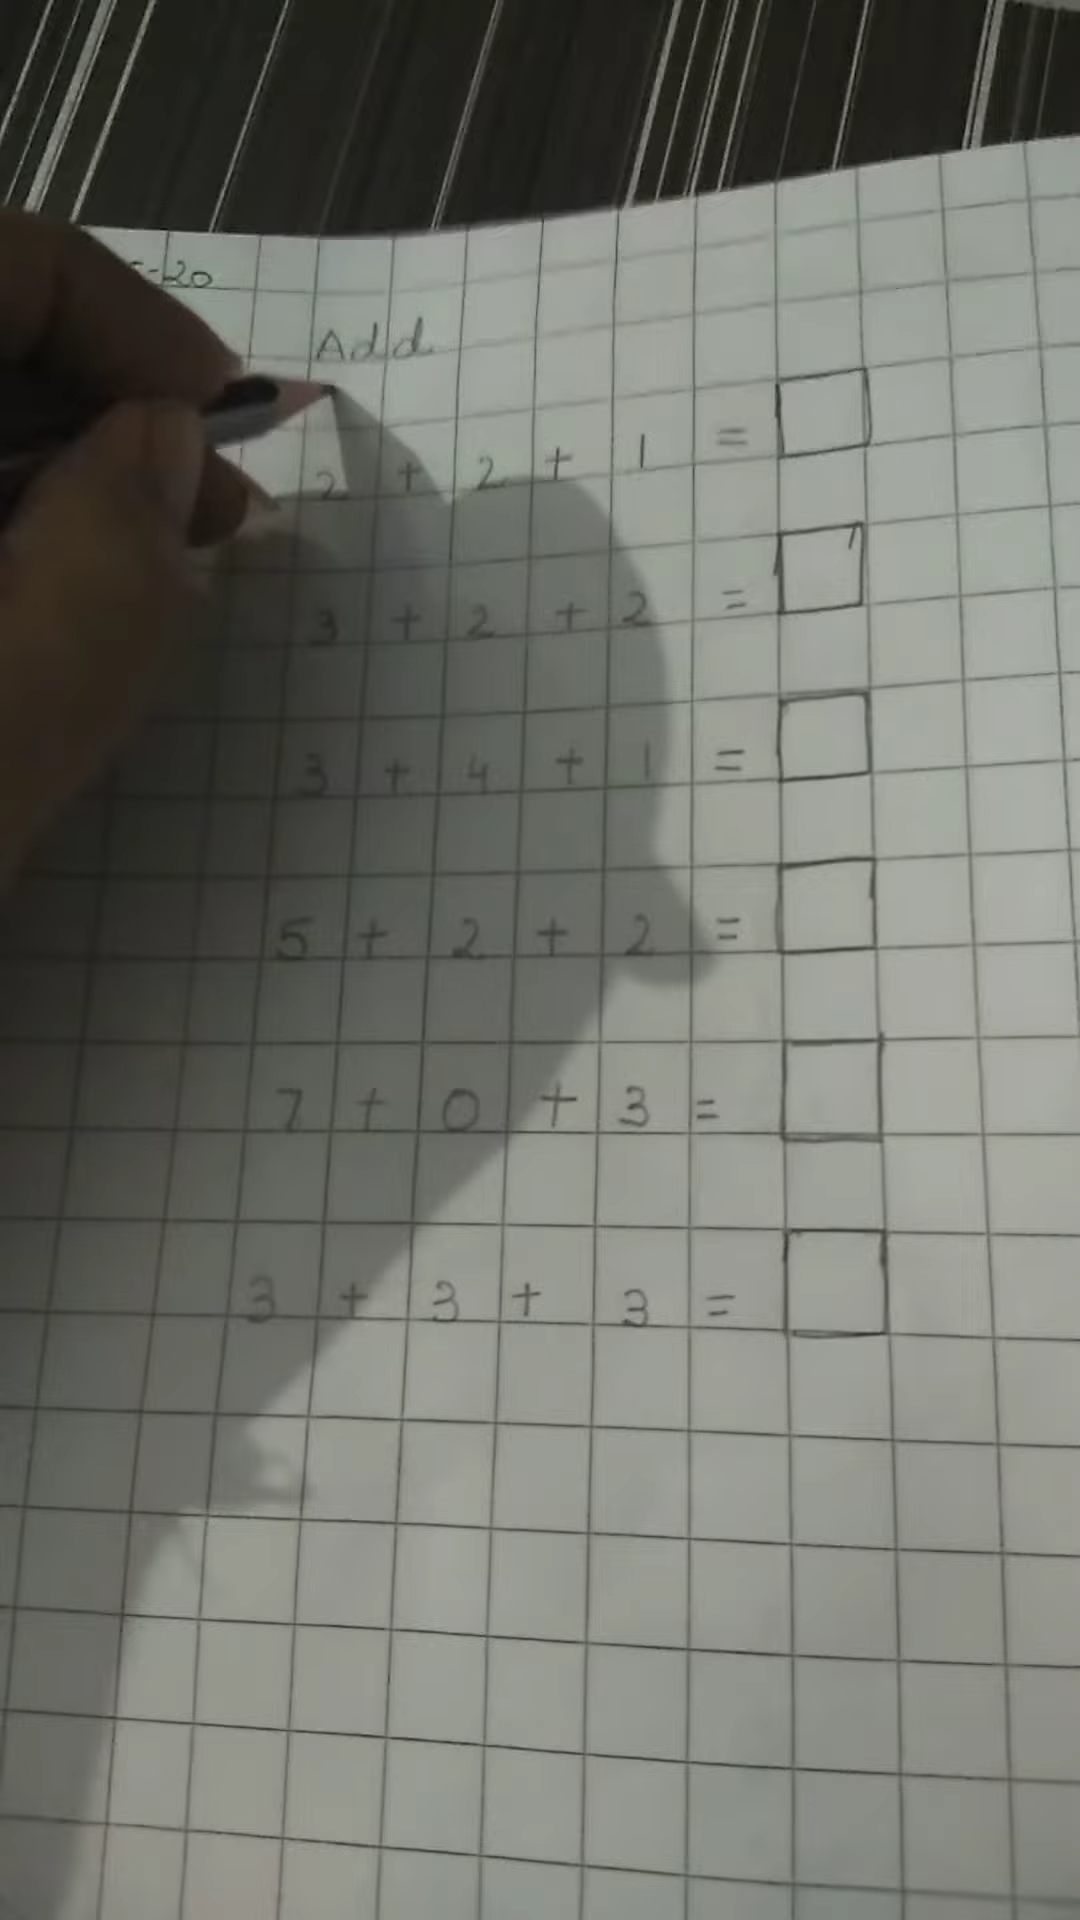 -20
Add
2 + 2 + 1 =
3 + 2 + 2 =
3 + 4 + 1 =
5 + 2 + 2 =
7 + 0 + 3 =
3 + 3 + 3 =